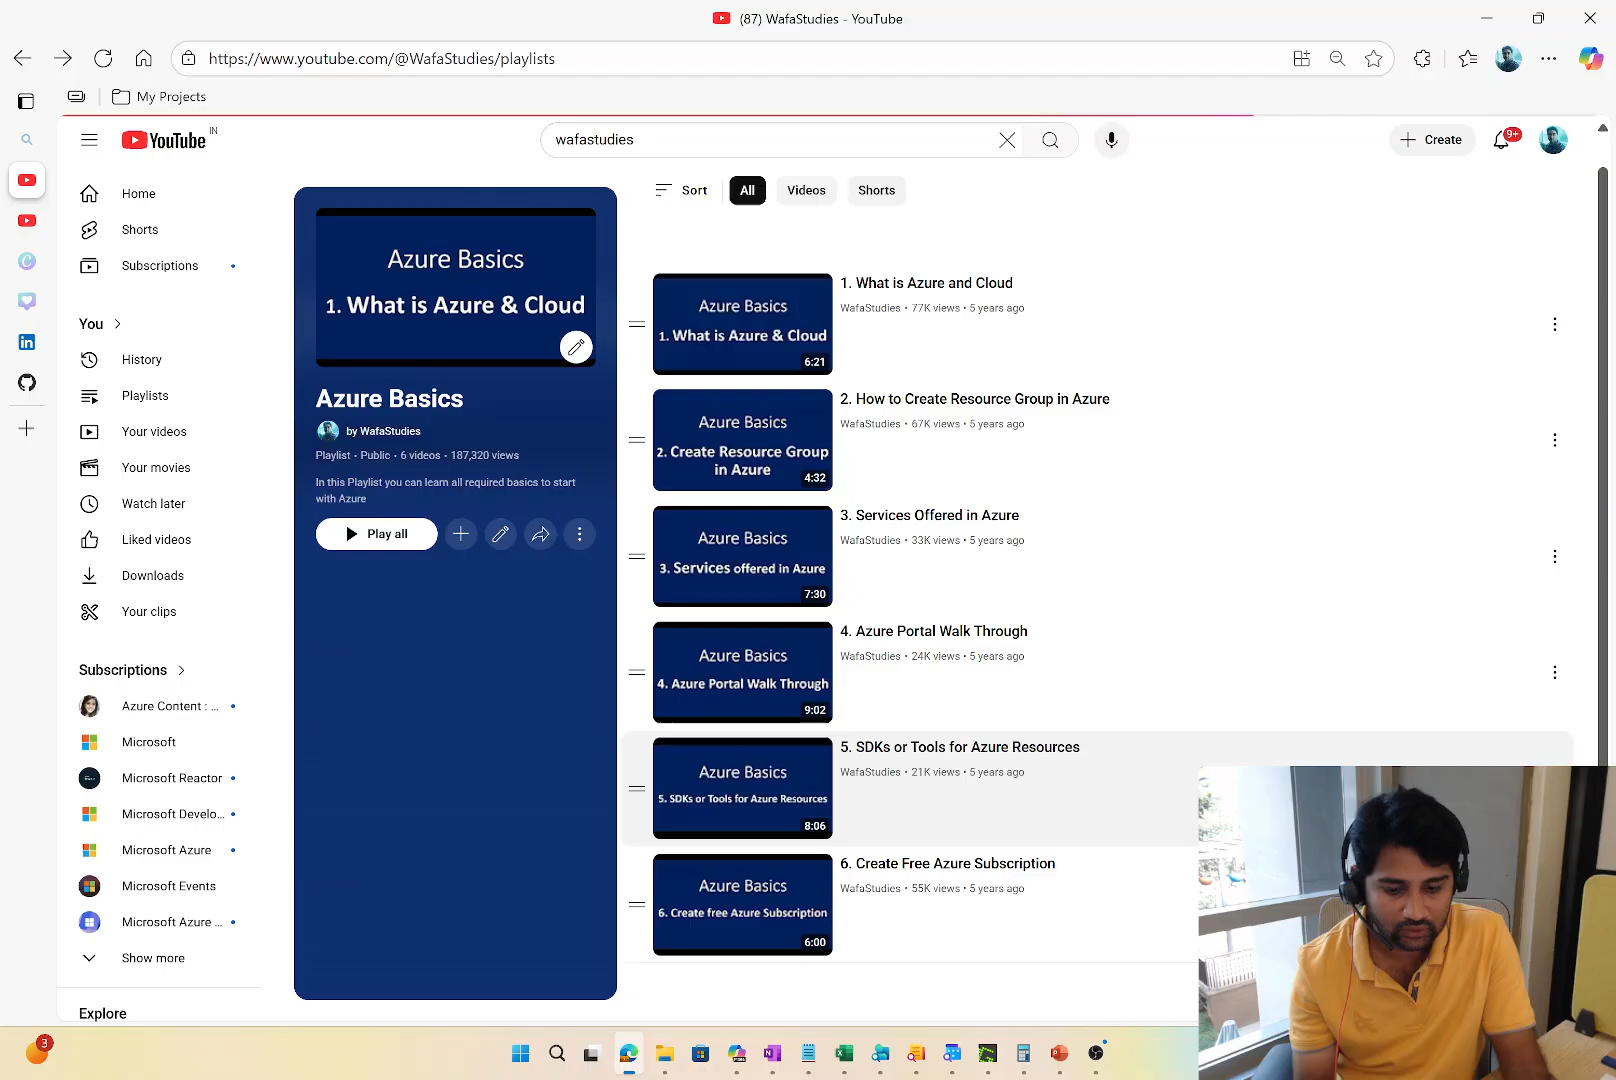 (87) WafaStudies - YouTube
https://www.youtube.com/@WafaStudies/playlists
My Projects
YouTube IN
wafastudies
Create
9+
Home
Shorts
Subscriptions
You
History
Playlists
Your videos
Your movies
Watch later
Liked videos
Downloads
Your clips
Subscriptions
Azure Content : ...
Microsoft
Microsoft Reactor
Microsoft Develo...
Microsoft Azure
Microsoft Events
Microsoft Azure ...
Show more
Explore
Azure Basics
1. What is Azure & Cloud
Azure Basics
by WafaStudies
Playlist • Public • 6 videos • 187,320 views
In this Playlist you can learn all required basics to start
with Azure
Play all
Sort
All
Videos
Shorts
Azure Basics
1. What is Azure & Cloud
6:21
1. What is Azure and Cloud
WafaStudies • 77K views • 5 years ago
Azure Basics
2. Create Resource Group
in Azure
4:32
2. How to Create Resource Group in Azure
WafaStudies • 67K views • 5 years ago
Azure Basics
3. Services offered in Azure
7:30
3. Services Offered in Azure
WafaStudies • 33K views • 5 years ago
Azure Basics
4. Azure Portal Walk Through
9:02
4. Azure Portal Walk Through
WafaStudies • 24K views • 5 years ago
Azure Basics
5. SDKs or Tools for Azure Resources
8:06
5. SDKs or Tools for Azure Resources
WafaStudies • 21K views • 5 years ago
Azure Basics
6. Create free Azure Subscription
6:00
6. Create Free Azure Subscription
WafaStudies • 55K views • 5 years ago
3